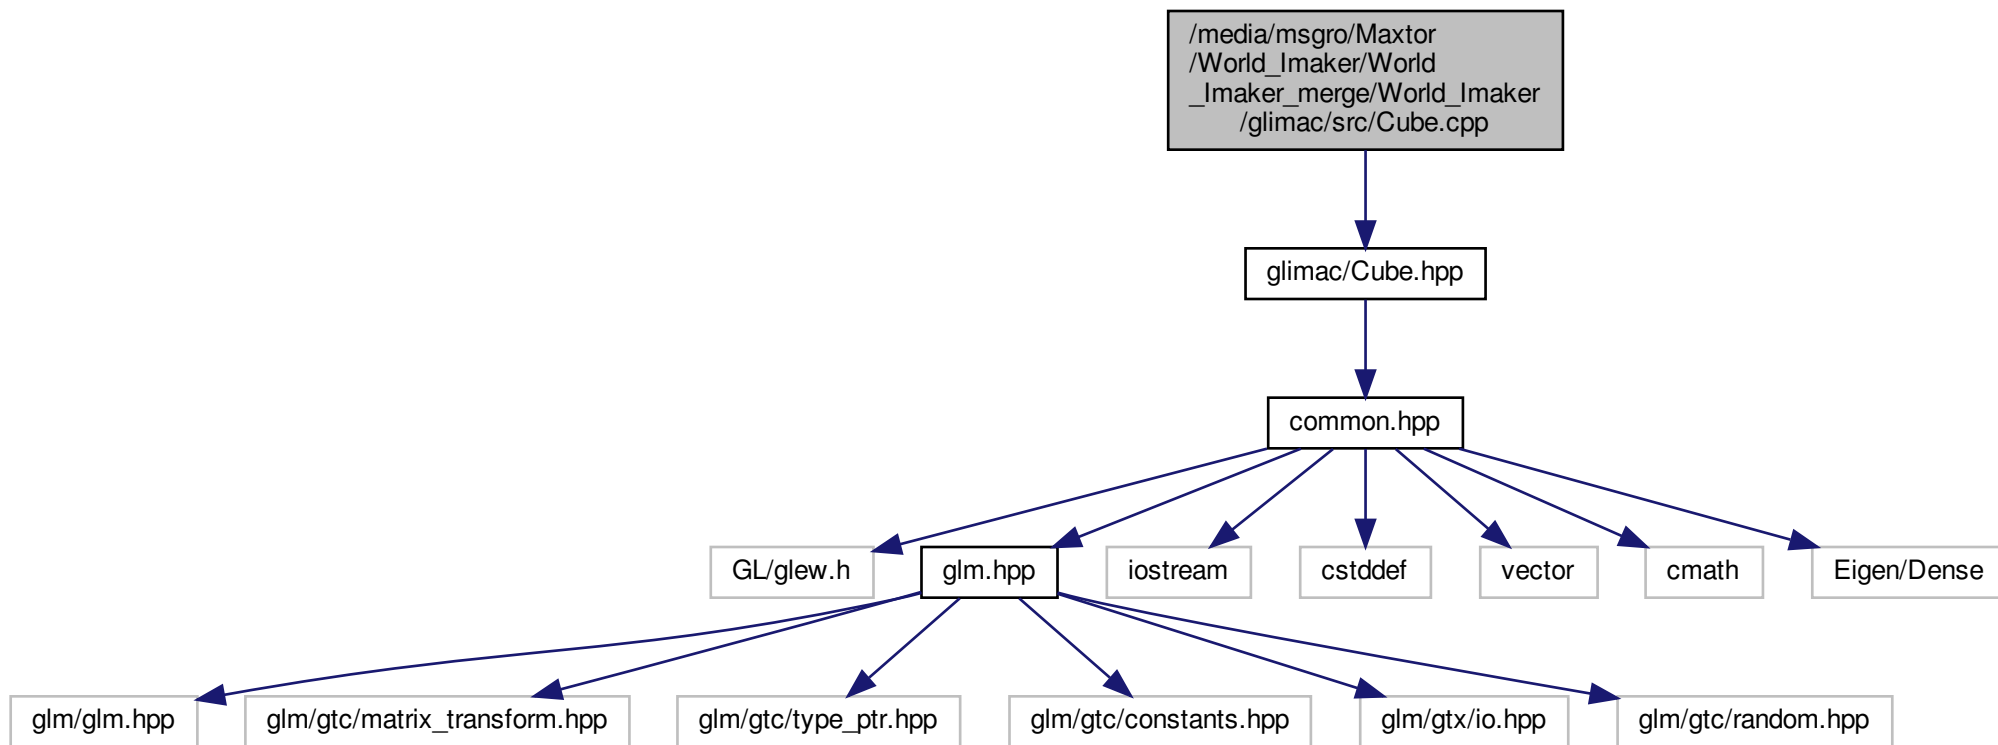 /media/msgro/Maxtor
/World_Imaker/World
_Imaker_merge/World_Imaker
/glimac/src/Cube.cpp
glimac/Cube.hpp
common.hpp
GL/glew.h
glm.hpp
iostream
cstddef
vector
cmath
Eigen/Dense
glm/glm.hpp
glm/gtc/matrix_transform.hpp
glm/gtc/type_ptr.hpp
glm/gtc/constants.hpp
glm/gtx/io.hpp
glm/gtc/random.hpp